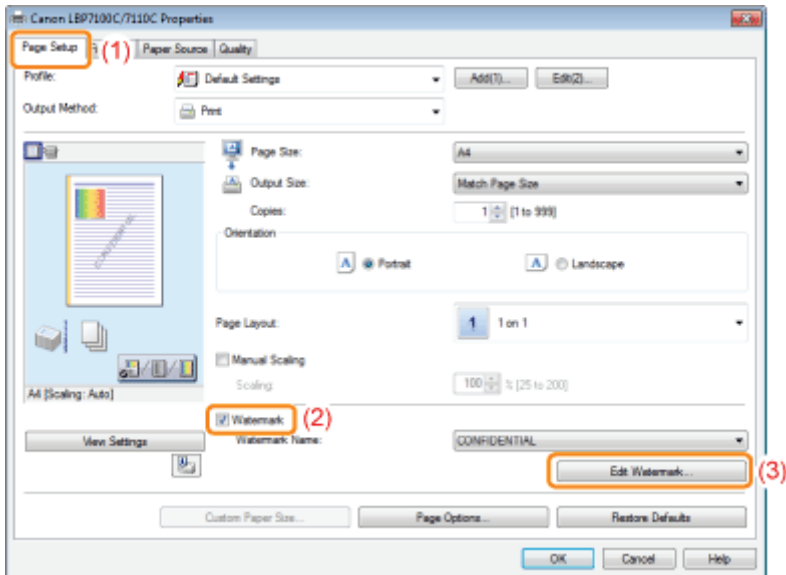 Canon LBP7100C/7110C Properties
Page Setup (1) Paper Source Quality
Profile: Default Settings Add(1)... Edit(2)...
Output Method: Print
Page Size: A4
Output Size: Match Page Size
Copies: 1 [1 to 999]
Orientation
A Portrait A Landscape
CONFIDENTIAL
Page Layout: 1 1 on 1
Manual Scaling
Scaling: 100 % [25 to 200]
A4 [Scaling: Auto]
Watermark (2)
View Settings Watermark Name: CONFIDENTIAL
Edit Watermark... (3)
Custom Paper Size... Page Options... Restore Defaults
OK Cancel Help